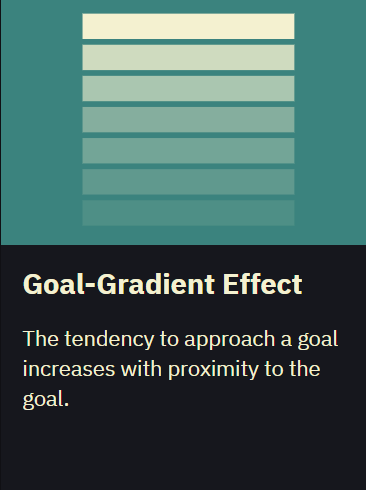 Goal-Gradient Effect
The tendency to approach a goal
increases with proximity to the
goal.